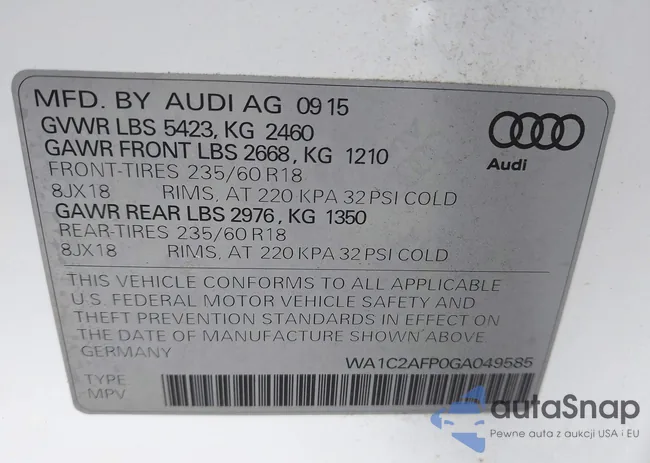 MFD. BY AUDI AG 09 15
GVWR LBS 5423, KG 2460
GAWR FRONT LBS 2668, KG 1210
FRONT-TIRES 235/60 R18
8JX18 RIMS, AT 220 KPA 32 PSI COLD
GAWR REAR LBS 2976, KG 1350
REAR-TIRES 235/60 R18
8JX18 RIMS, AT 220 KPA 32 PSI COLD
Audi
THIS VEHICLE CONFORMS TO ALL APPLICABLE
U.S. FEDERAL MOTOR VEHICLE SAFETY AND
THEFT PREVENTION STANDARDS IN EFFECT ON
THE DATE OF MANUFACTURE SHOWN ABOVE
GERMANY WA1C2AFP0GA049585
TYPE
MPV
autaSnap
Pewne auta z aukcji USA i EU